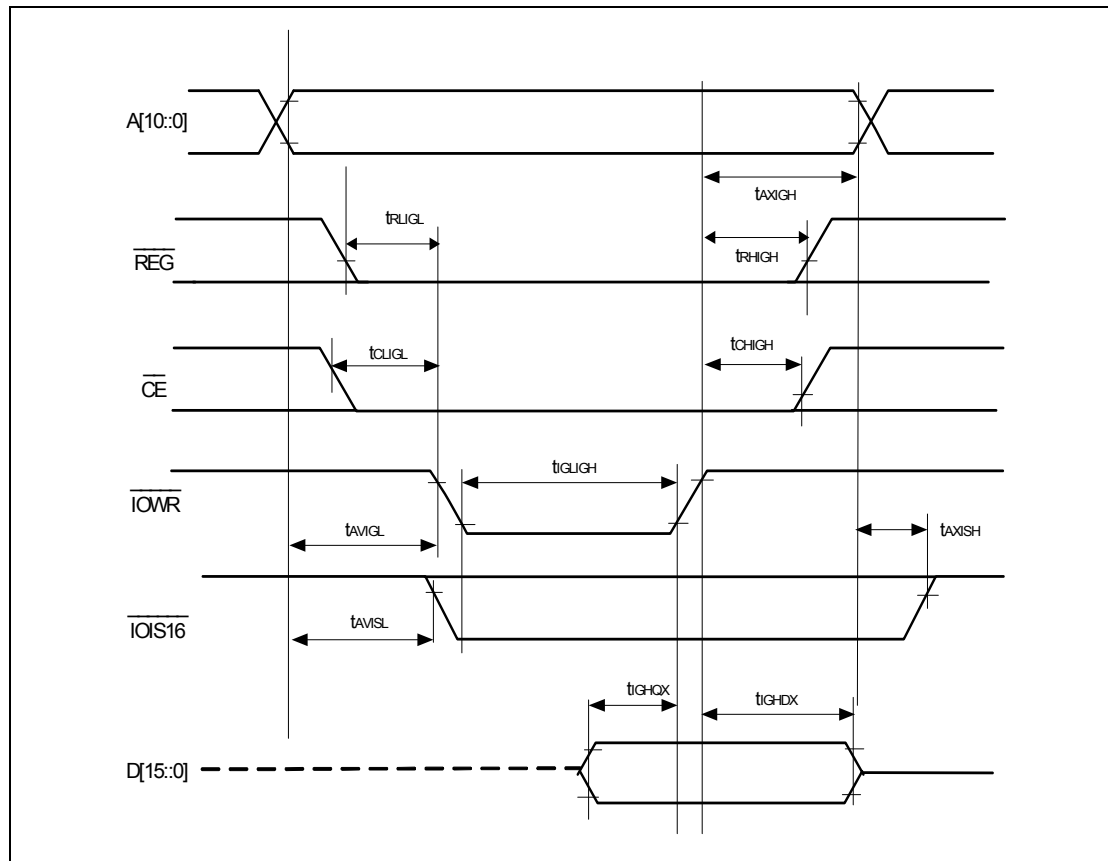 A[10::0]
tAXIGH
tRLIGL
REG
tRHIGH
tCLIGL
tCHIGH
CE
tIGLIGH
IOWR
tAVIGL
tAXISH
IOIS16
tAVISL
tIGHQX
tIGHDX
D[15::0]